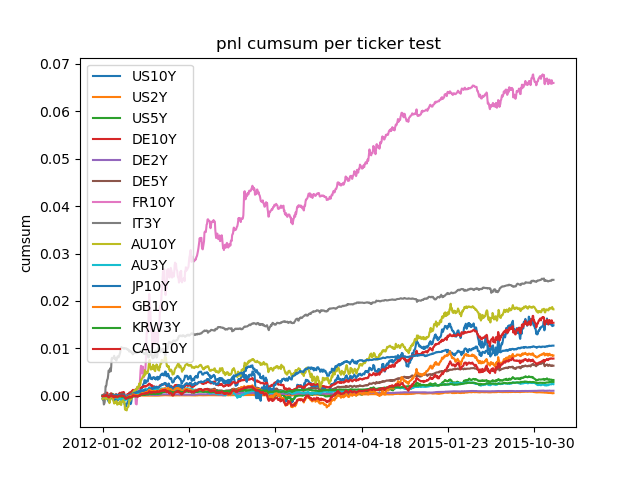 pnl cumsum per ticker test
0.07
0.06
0.05
0.04
0.03
0.02
0.01
0.00
cumsum
US10Y
US2Y
US5Y
DE10Y
DE2Y
DE5Y
FR10Y
IT3Y
AU10Y
AU3Y
JP10Y
GB10Y
KRW3Y
CAD10Y
2012-01-02 2012-10-08 2013-07-15 2014-04-18 2015-01-23 2015-10-30